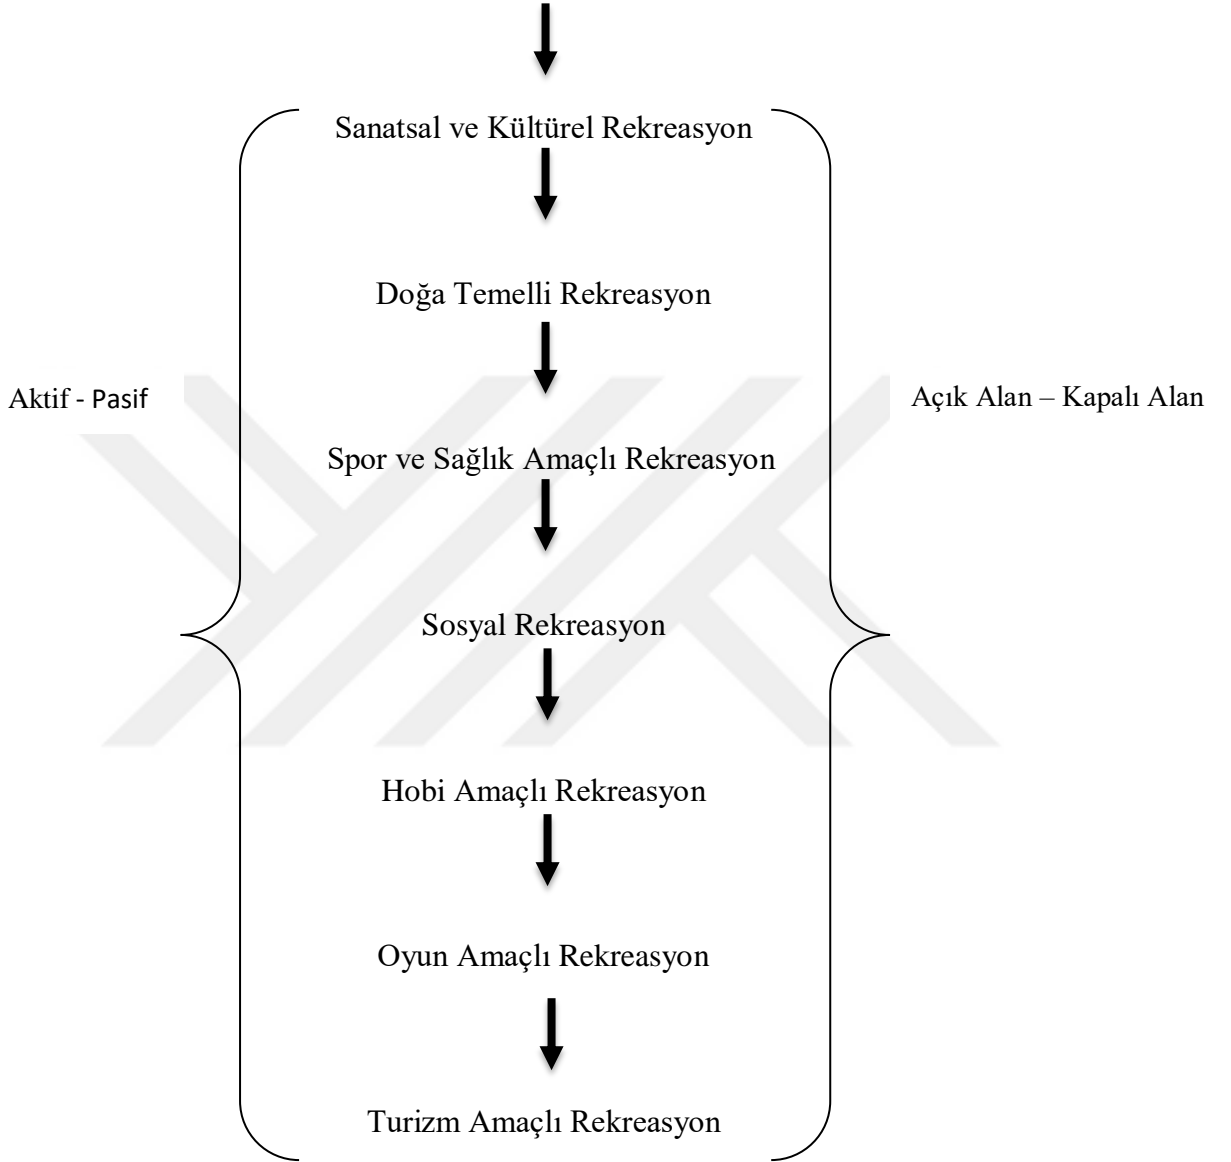 Sanatsal ve Kültürel Rekreasyon
Doğa Temelli Rekreasyon
Aktif - Pasif
Açık Alan – Kapalı Alan
Spor ve Sağlık Amaçlı Rekreasyon
Sosyal Rekreasyon
Hobi Amaçlı Rekreasyon
Oyun Amaçlı Rekreasyon
Turizm Amaçlı Rekreasyon